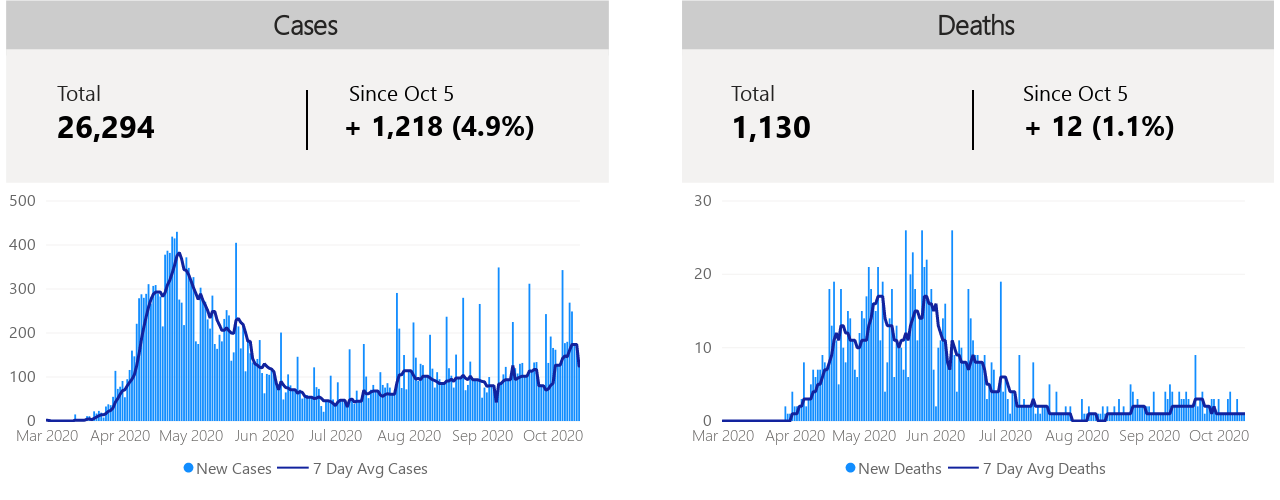 Cases
Total
Since Oct 5
26,294
+ 1,218 (4.9%)
500
400
300
200
100
0
Mar 2020 Apr 2020 May 2020 Jun 2020 Jul 2020 Aug 2020 Sep 2020 Oct 2020
New Cases 7 Day Avg Cases
Deaths
Total
Since Oct 5
1,130
+ 12 (1.1%)
30
20
10
0
Mar 2020 Apr 2020 May 2020 Jun 2020 Jul 2020 Aug 2020 Sep 2020 Oct 2020
New Deaths 7 Day Avg Deaths